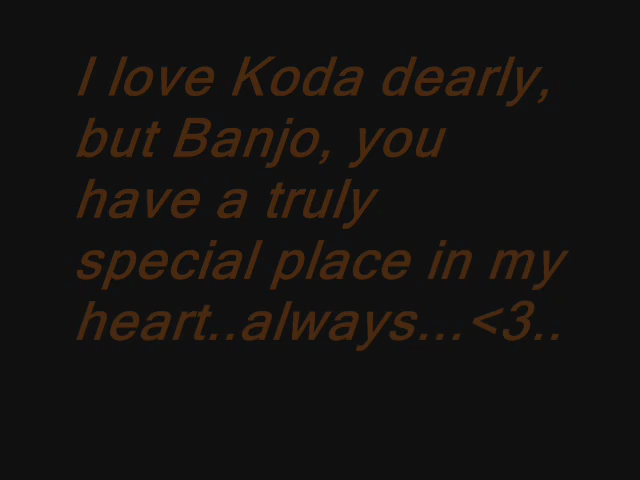 I love Koda dearly,
but Banjo, you
have a truly
special place in my
heart..always...<3..